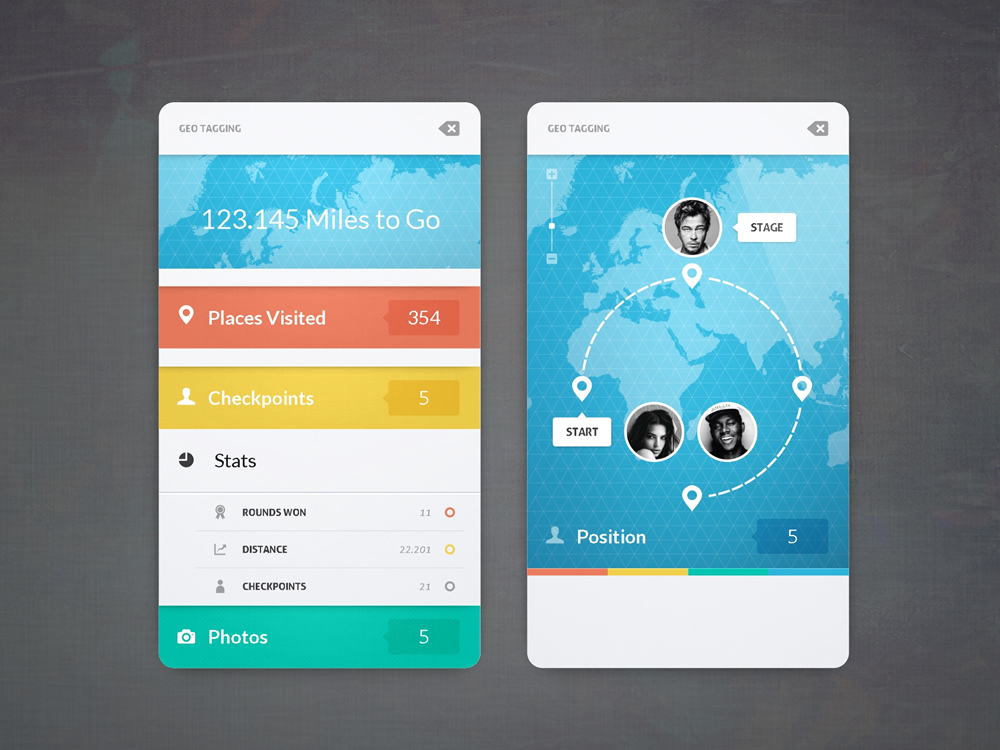 GEO TAGGING
123.145 Miles to Go
Places Visited 354
Checkpoints 5
Stats
ROUNDS WON 11
DISTANCE 22.201
CHECKPOINTS 21
Photos 5
GEO TAGGING
STAGE
START
Position 5